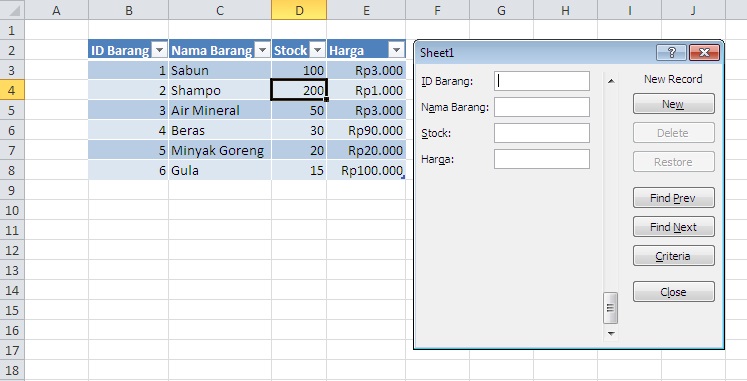 A B C D E F G H I J
1
2 ID Barang Nama Barang Stock Harga
3 1 Sabun 100 Rp3.000
4 2 Shampo 200 Rp1.000
5 3 Air Mineral 50 Rp3.000
6 4 Beras 30 Rp90.000
7 5 Minyak Goreng 20 Rp20.000
8 6 Gula 15 Rp100.000
9
10
11
12
13
14
15
16
17
18
Sheet1
ID Barang:
Nama Barang:
Stock:
Harga:
New Record
New
Delete
Restore
Find Prev
Find Next
Criteria
Close